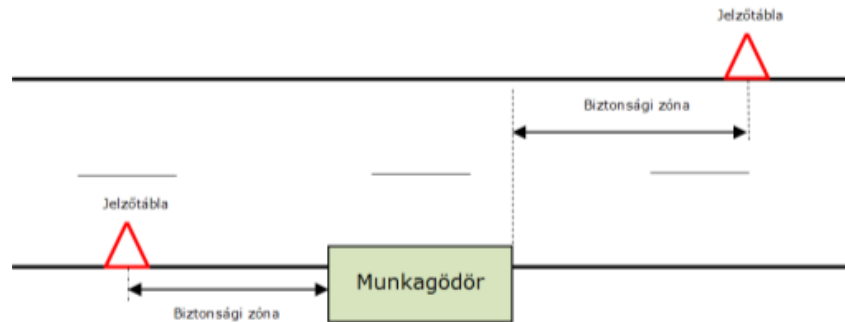 Jelzőtábla
Biztonsági zóna
Jelzőtábla
Munkagödör
Biztonsági zóna